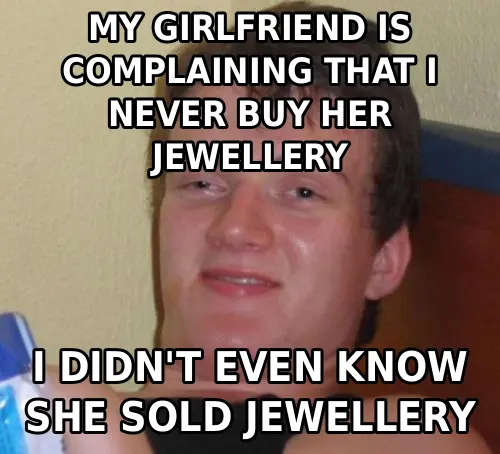 MY GIRLFRIEND IS
COMPLAINING THAT I
NEVER BUY HER
JEWELLERY
I DIDN'T EVEN KNOW
SHE SOLD JEWELLERY